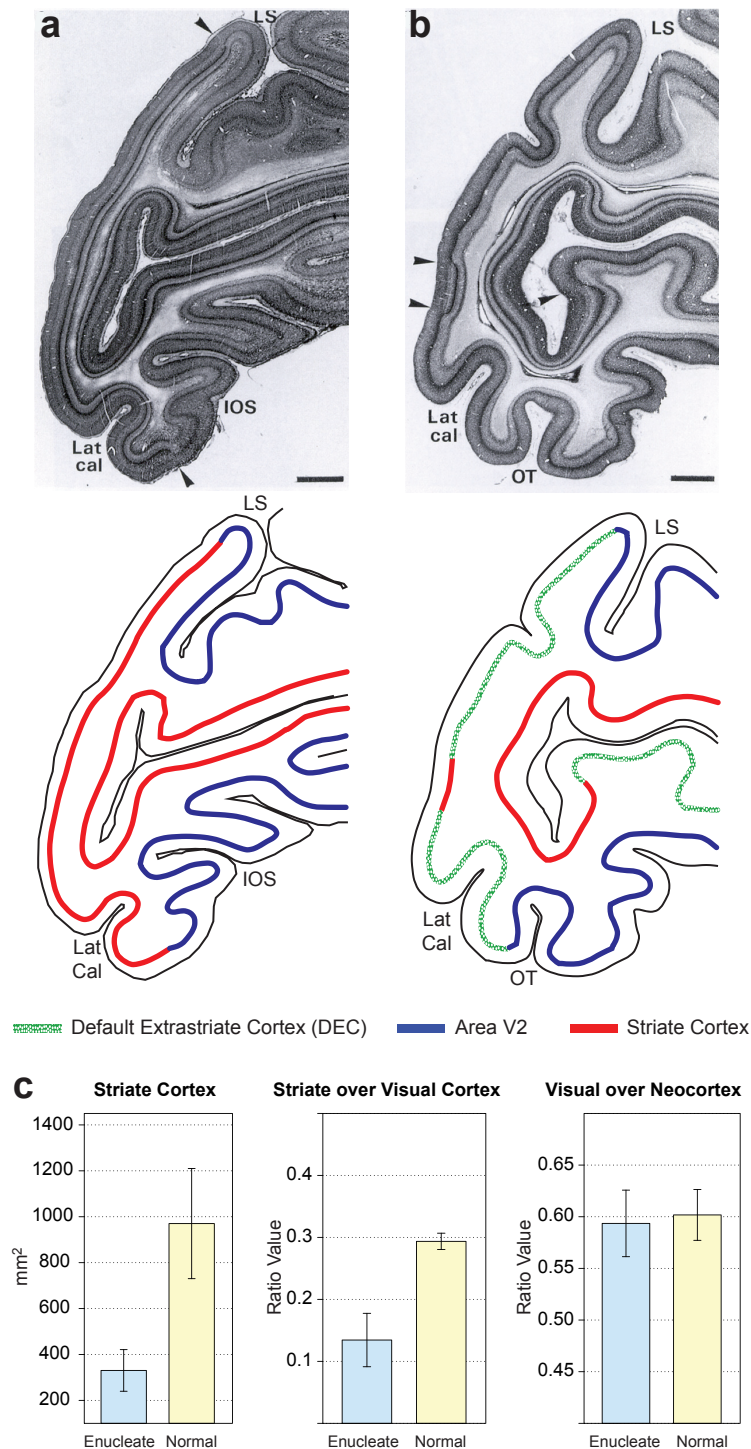 a
LS
IOS
Lat
cal
b
LS
Lat
cal
OT
LS
IOS
Lat
Cal
LS
Lat
Cal
OT
Default Extrastriate Cortex (DEC)
Area V2
Striate Cortex
c
Striate Cortex
1400
1200
1000
800
600
400
200
mm²
Enucleate
Normal
Striate over Visual Cortex
0.4
0.3
0.2
0.1
Ratio Value
Enucleate
Normal
Visual over Neocortex
0.65
0.60
0.50
0.45
Ratio Value
Enucleate
Normal